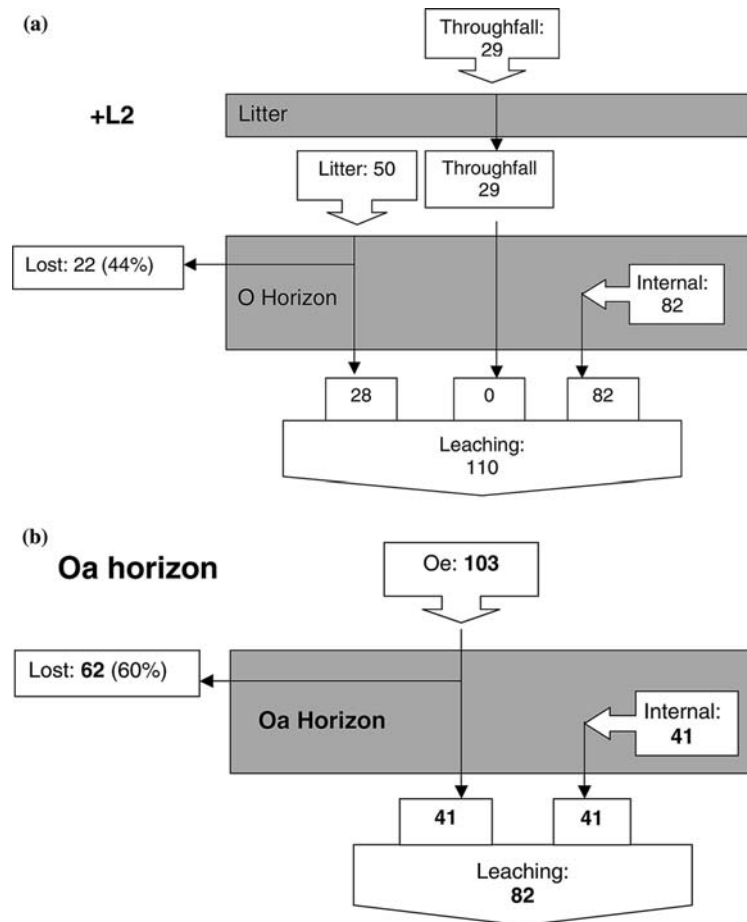 (a)
Throughfall:
29
+L2
Litter
Litter: 50
Throughfall
29
Lost: 22 (44%)
O Horizon
Internal:
82
28
0
82
Leaching:
110
(b)
Oa horizon
Oe: 103
Lost: 62 (60%)
Oa Horizon
Internal:
41
41
41
Leaching:
82